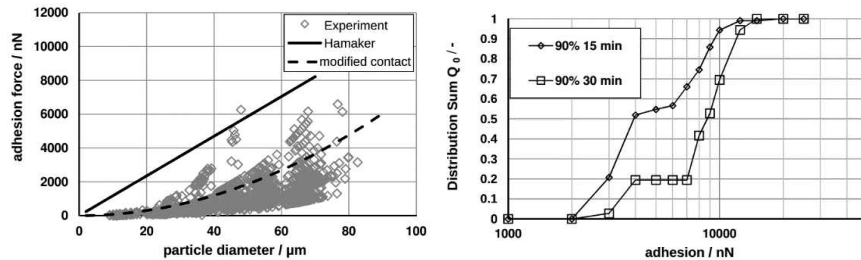 12000
10000
8000
6000
4000
2000
0
adhesion force / nN
Experiment
Hamaker
modified contact
0 20 40 60 80 100
particle diameter / µm
1
0.9
0.8
0.7
0.6
0.5
0.4
0.3
0.2
0.1
0
Distribution Sum Q 0 / -
90% 15 min
90% 30 min
1000 10000
adhesion / nN